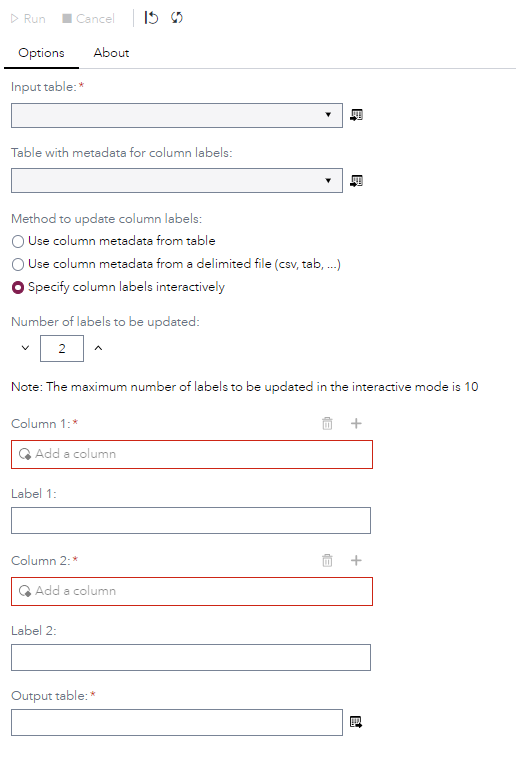 Run Cancel
Options About
Input table:*
Table with metadata for column labels:
Method to update column labels:
Use column metadata from table
Use column metadata from a delimited file (csv, tab, ...)
Specify column labels interactively
Number of labels to be updated:
2
Note: The maximum number of labels to be updated in the interactive mode is 10
Column 1:*
Add a column
Label 1:
Column 2:*
Add a column
Label 2:
Output table:*